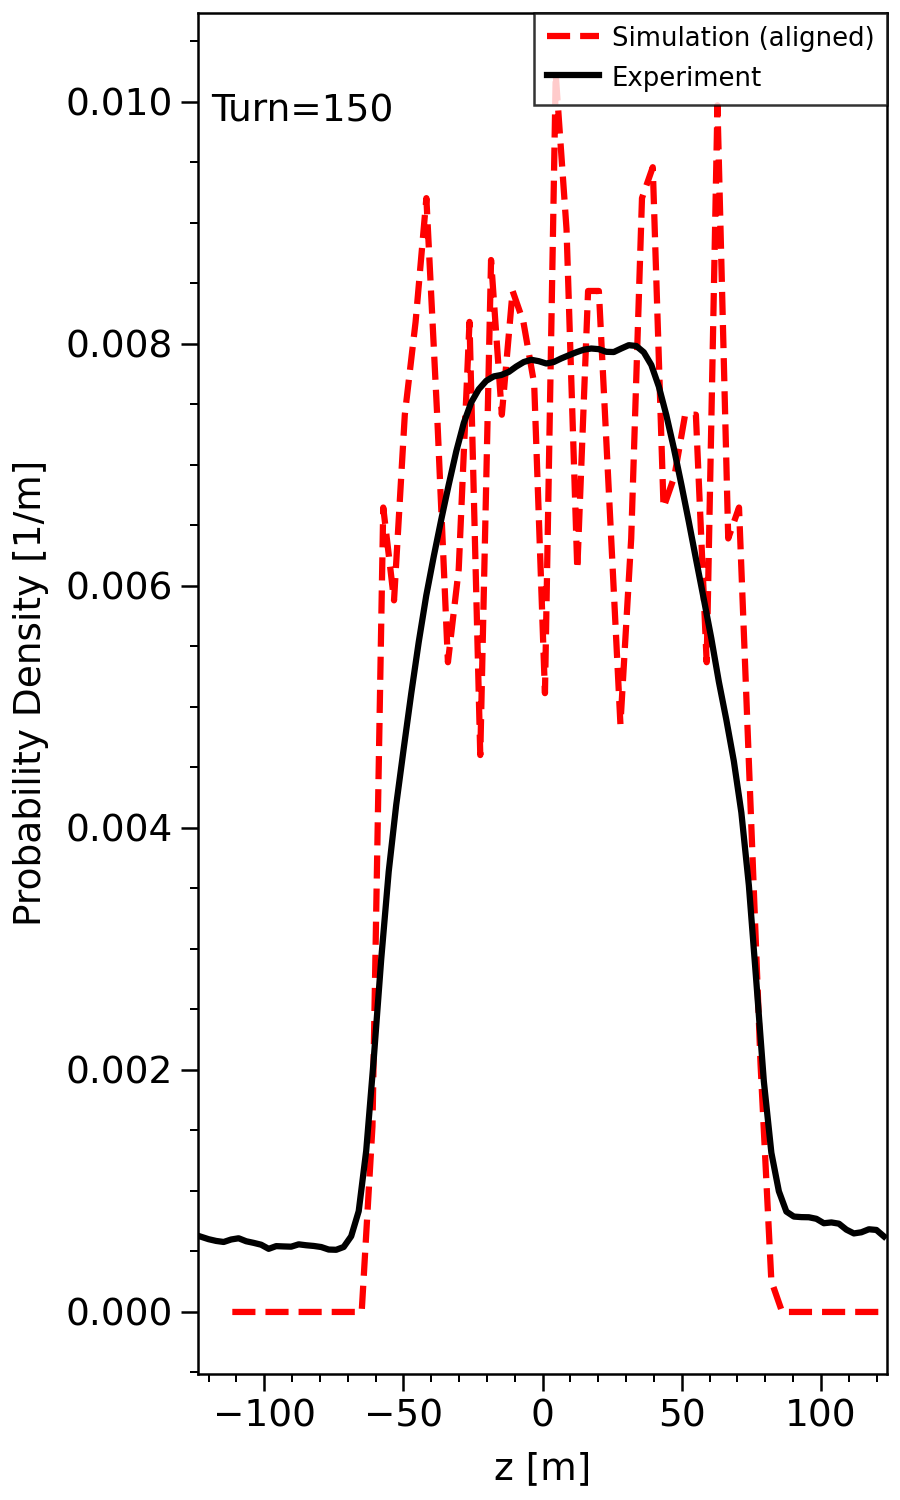 Simulation (aligned)
Experiment
Turn=150
0.010
0.008
0.006
0.004
0.002
0.000
Probability Density [1/m]
−100
−50
0
50
100
z [m]